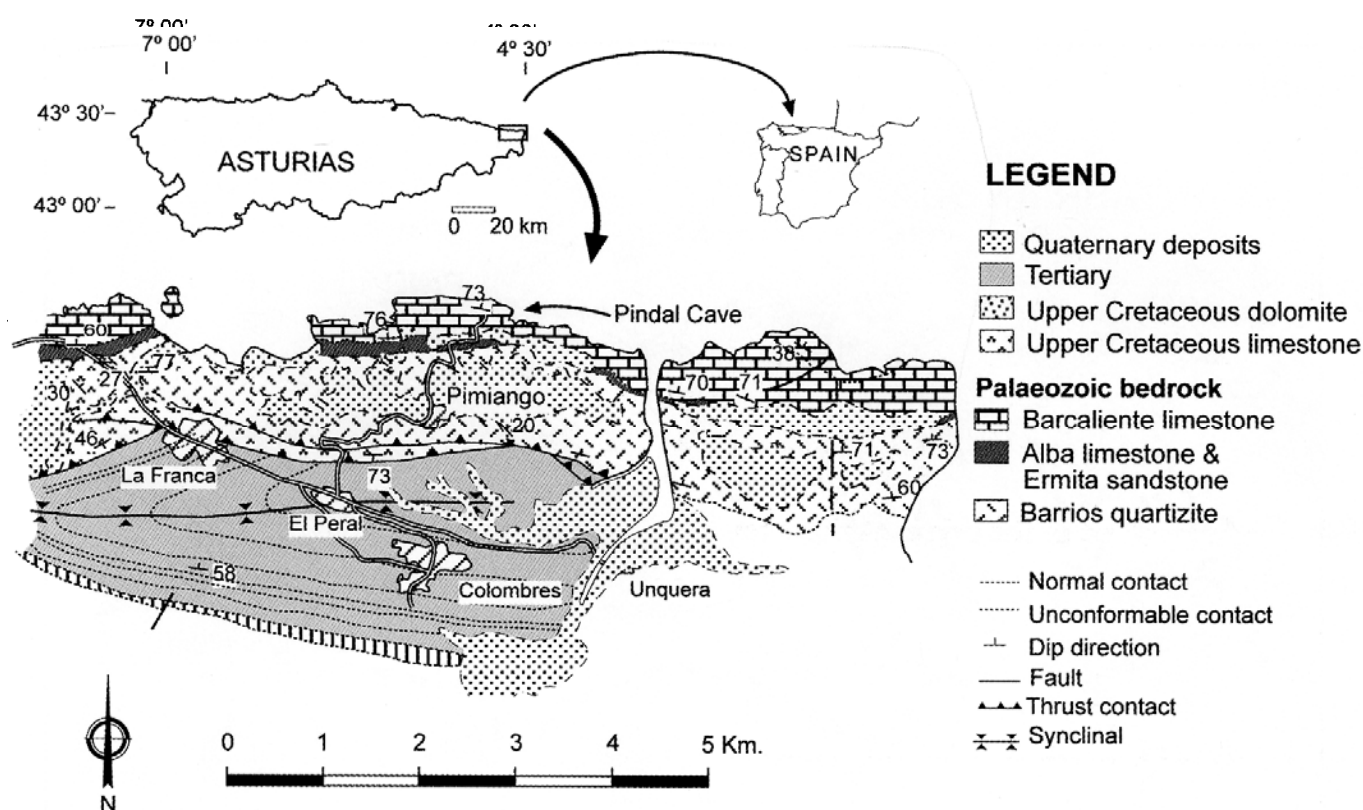 7º 00'
7º 00'
4º 30'
43º 30'
ASTURIAS
43º 00'
0 20 km
SPAIN
LEGEND
Quaternary deposits
Tertiary
Upper Cretaceous dolomite
Upper Cretaceous limestone
Palaeozoic bedrock
Barcaliente limestone
Alba limestone &
Ermita sandstone
Barrios quartizite
Normal contact
Unconformable contact
Dip direction
Fault
Thrust contact
Synclinal
73
Pindal Cave
60
76
77
27
30
38
70
71
Pimiango
20
46
La Franca
73
71
73
60
El Peral
58
Colombres
Unquera
0 1 2 3 4 5 Km.
N